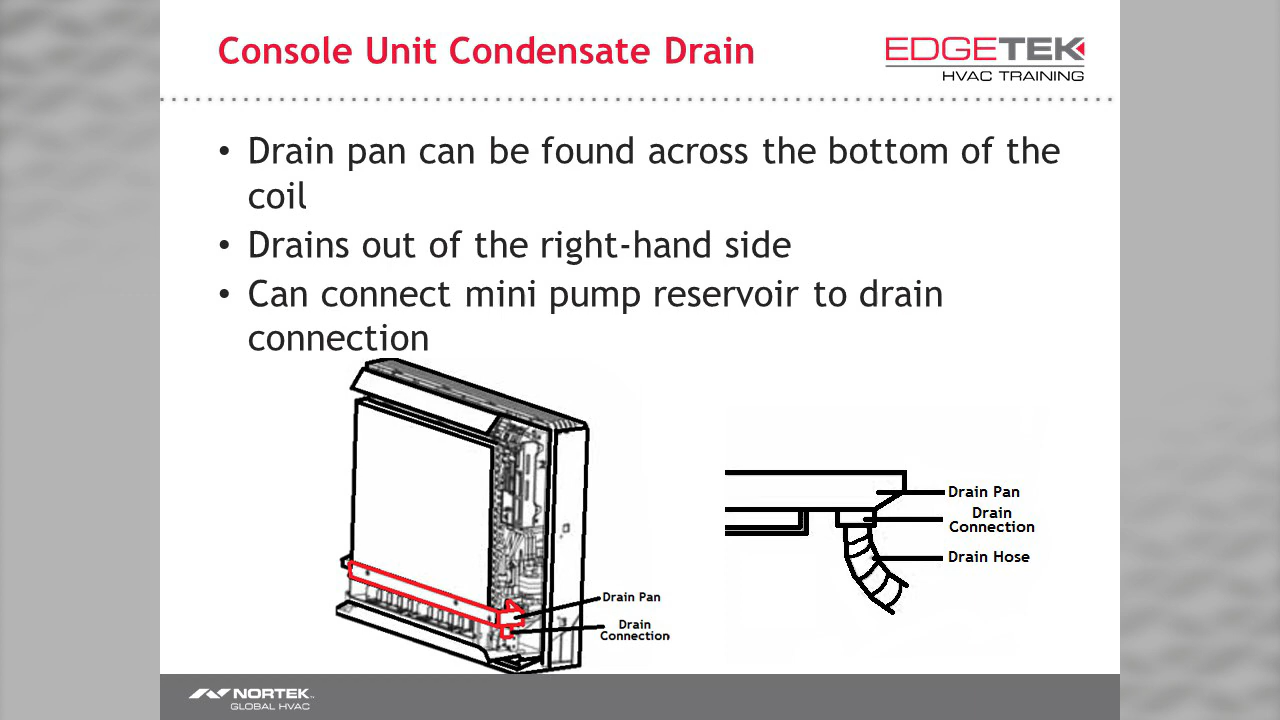 Console Unit Condensate Drain
EDGETEK
HVAC TRAINING
• Drain pan can be found across the bottom of the
coil
• Drains out of the right-hand side
• Can connect mini pump reservoir to drain
connection
Drain Pan
Drain
Connection
Drain Pan
Drain
Connection
Drain Hose
NORTEK
GLOBAL HVAC